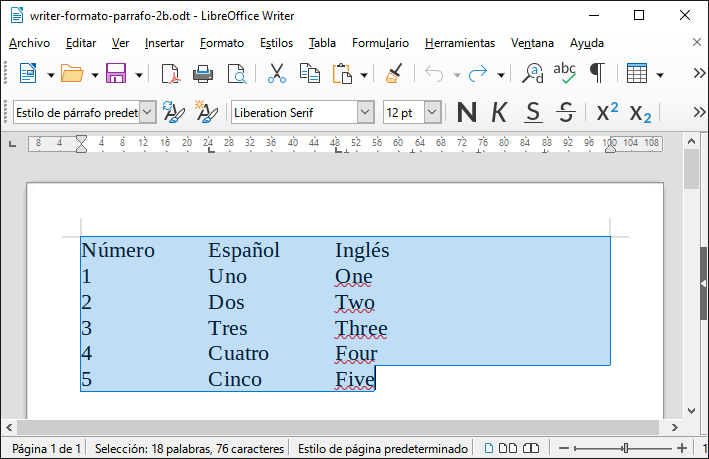 writer-formato-parrafo-2b.odt - LibreOffice Writer
Archivo Editar Ver Insertar Formato Estilos Tabla Formulario Herramientas Ventana Ayuda
A abc ¶
Estilo de párrafo predet Liberation Serif 12 pt N K S S X² X₂
8 4 4 8 12 16 20 24 28 32 36 40 44 48 52 56 60 64 68 72 76 80 84 88 92 96 100 104 108
Número Español Inglés
1 Uno One
2 Dos Two
3 Tres Three
4 Cuatro Four
5 Cinco Five
Página 1 de 1 Selección: 18 palabras, 76 caracteres Estilo de página predeterminado 1